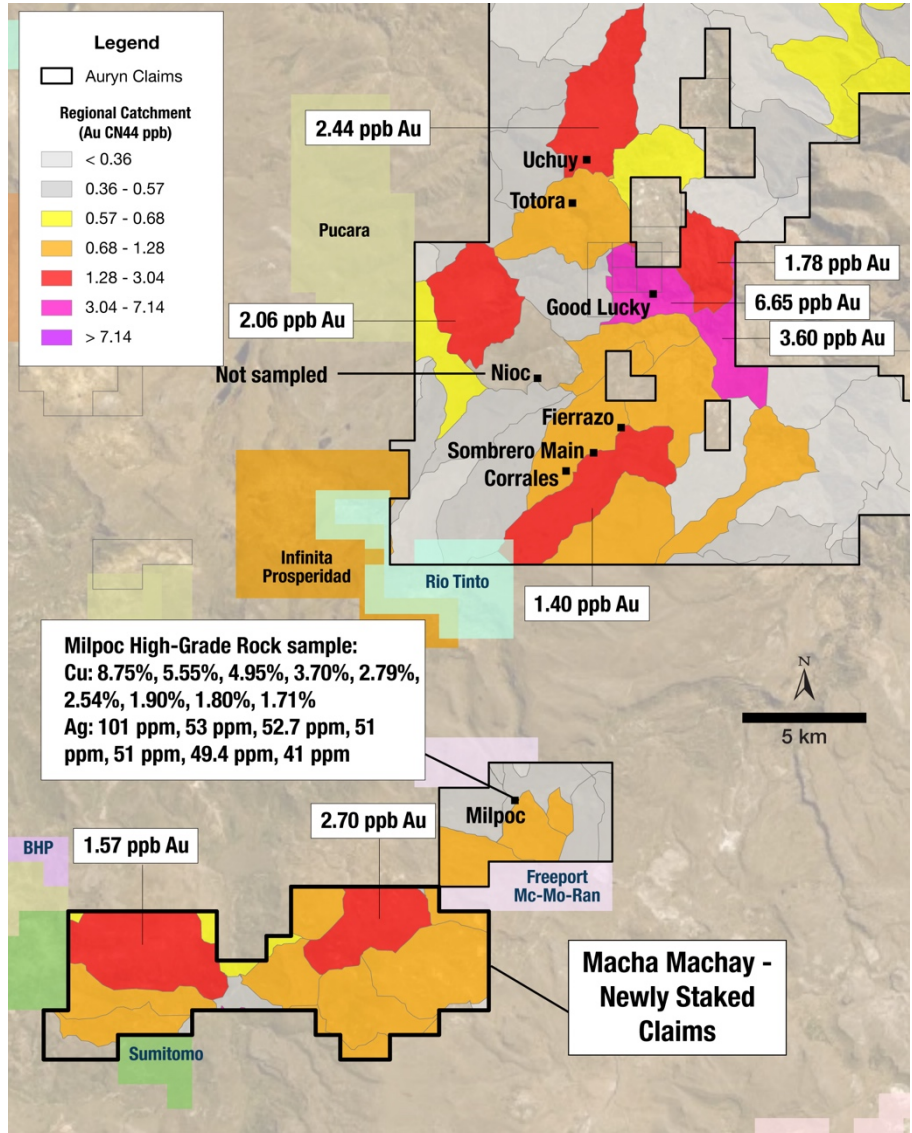 Legend
Auryn Claims
Regional Catchment
(Au CN44 ppb)
< 0.36
0.36 - 0.57
0.57 - 0.68
0.68 - 1.28
1.28 - 3.04
3.04 - 7.14
> 7.14
2.44 ppb Au
Uchuy
Totora
Pucara
1.78 ppb Au
6.65 ppb Au
Good Lucky
2.06 ppb Au
3.60 ppb Au
Not sampled
Nioc
Fierrazo
Sombrero Main
Corrales
Infinita
Prosperidad
Rio Tinto
1.40 ppb Au
Milpoc High-Grade Rock sample:
Cu: 8.75%, 5.55%, 4.95%, 3.70%, 2.79%,
2.54%, 1.90%, 1.80%, 1.71%
Ag: 101 ppm, 53 ppm, 52.7 ppm, 51
ppm, 51 ppm, 49.4 ppm, 41 ppm
N
5 km
Milpoc
2.70 ppb Au
1.57 ppb Au
BHP
Freeport
Mc-Mo-Ran
Macha Machay -
Newly Staked
Claims
Sumitomo